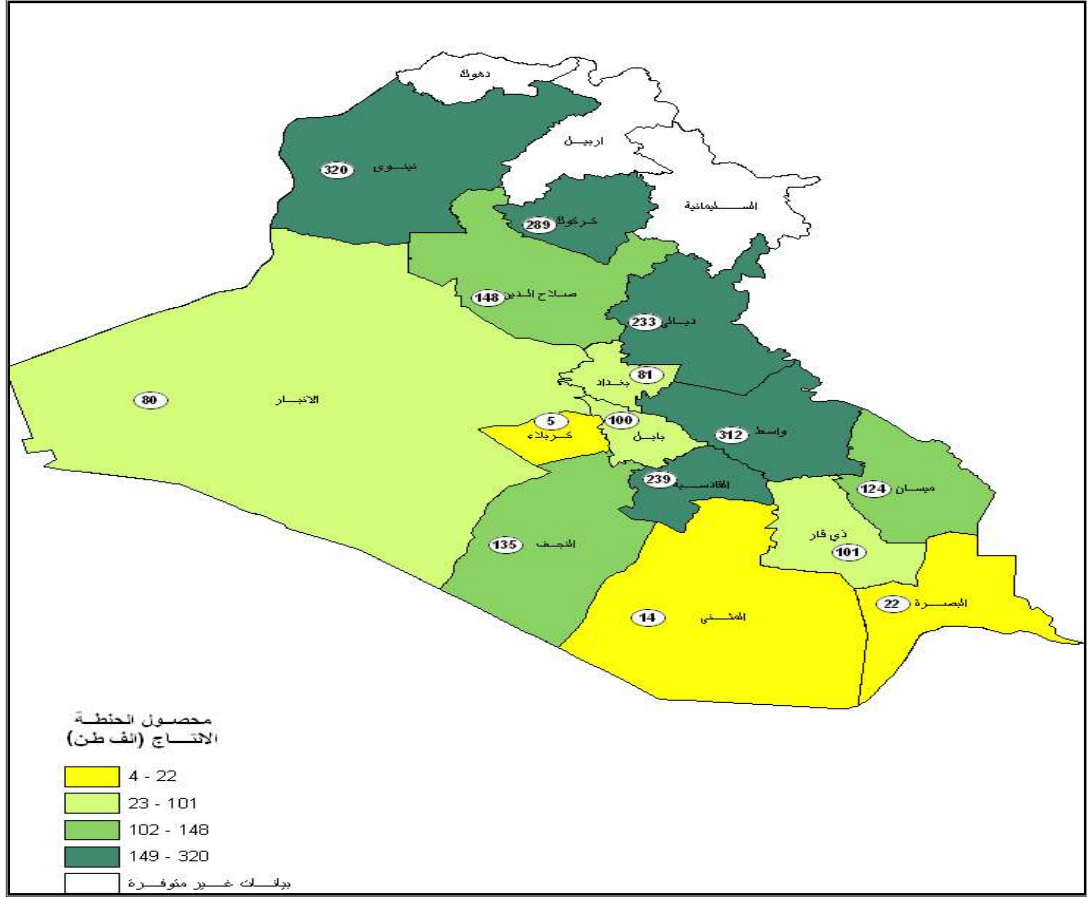 دهوك
اربيل
نينوى
320
السليمانية
كركوك
289
صلاح الدين
148
ديالى
233
بغداد
81
الانبار
80
5
كربلاء
100
بابل
واسط
312
القادسية
239
ميسان
124
ذي قار
101
النجف
135
المثنى
14
البصرة
22
محصول الحنطة
الانتاج (الف طن)
4 - 22
23 - 101
102 - 148
149 - 320
بيانات غير متوفرة